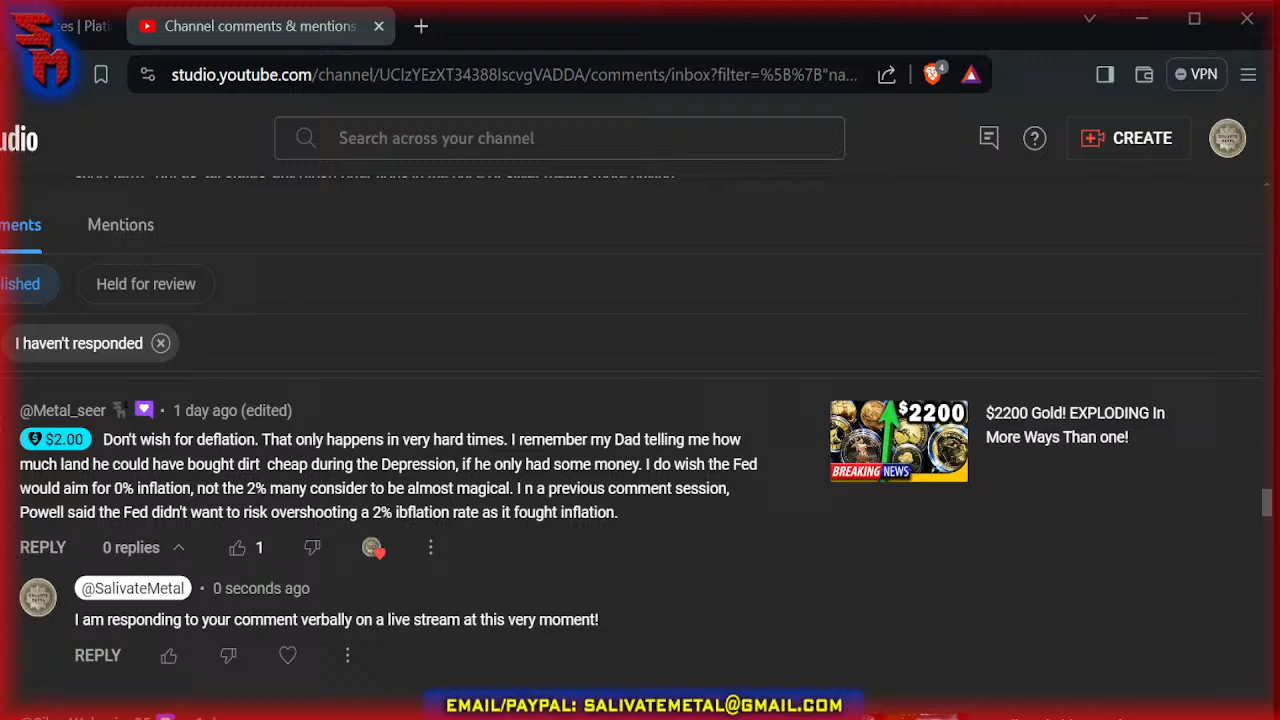 ces | Plati
Channel comments & mentions
studio.youtube.com/channel/UCIzYEzXT34388IscvgVADDA/comments/inbox?filter=%5B%7B"na...
4
VPN
udio
Search across your channel
CREATE
ments
Mentions
lished
Held for review
I haven't responded
@Metal_seer
1 day ago (edited)
$2.00 Don't wish for deflation. That only happens in very hard times. I remember my Dad telling me how
much land he could have bought dirt cheap during the Depression, if he only had some money. I do wish the Fed
would aim for 0% inflation, not the 2% many consider to be almost magical. I n a previous comment session,
Powell said the Fed didn't want to risk overshooting a 2% ibflation rate as it fought inflation.
$2200
BREAKING NEWS
$2200 Gold! EXPLODING In
More Ways Than one!
REPLY
0 replies
1
@SalivateMetal
0 seconds ago
I am responding to your comment verbally on a live stream at this very moment!
REPLY
EMAIL/PAYPAL: SALIVATEMETAL@GMAIL.COM